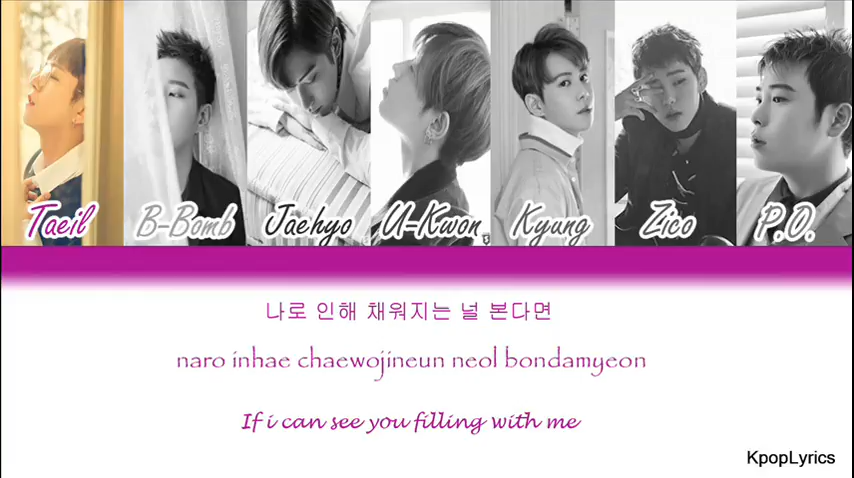 Taeil B-Bomb Jaehyo U-Kwon Kyung Zico P.O.
나로 인해 채워지는 널 본다면
naro inhae chaewojineun neol bondamyeon
If i can see you filling with me
KpopLyrics